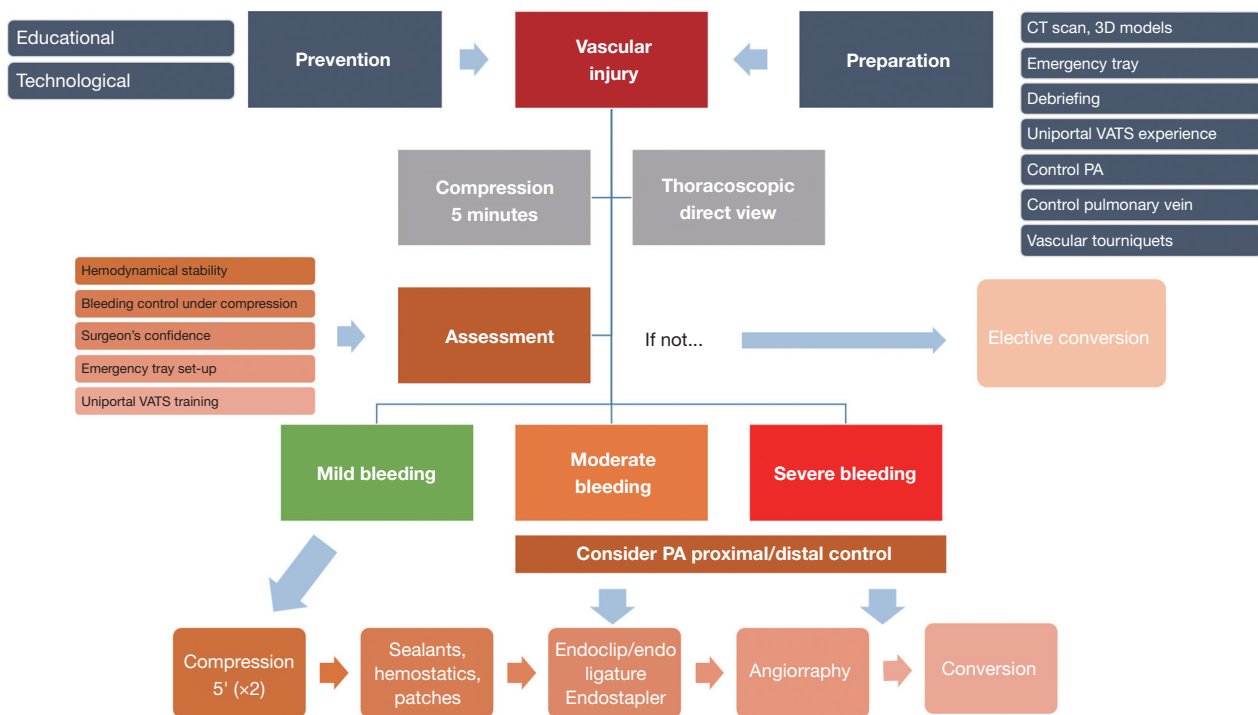 Educational
Technological
Prevention
Vascular
injury
Preparation
CT scan, 3D models
Emergency tray
Debriefing
Uniportal VATS experience
Control PA
Control pulmonary vein
Vascular tourniquets
Compression
5 minutes
Thoracoscopic
direct view
Hemodynamical stability
Bleeding control under compression
Surgeon's confidence
Emergency tray set-up
Uniportal VATS training
Assessment
If not...
Elective conversion
Mild bleeding
Moderate
bleeding
Severe bleeding
Consider PA proximal/distal control
Compression
5' (×2)
Sealants,
hemostatics,
patches
Endoclip/endo
ligature
Endostapler
Angiorraphy
Conversion